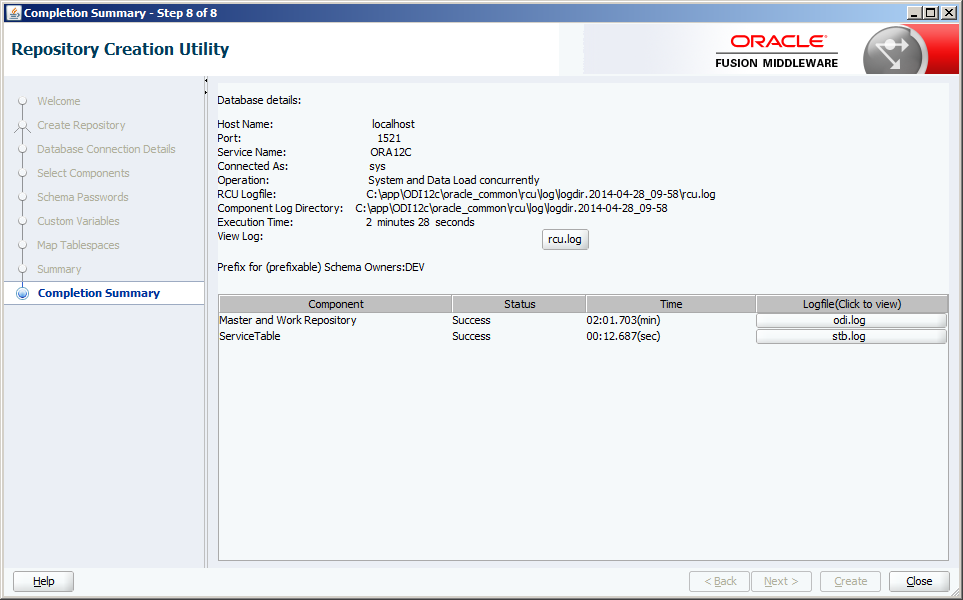 Completion Summary - Step 8 of 8
Repository Creation Utility
ORACLE®
FUSION MIDDLEWARE
Welcome
Create Repository
Database Connection Details
Select Components
Schema Passwords
Custom Variables
Map Tablespaces
Summary
Completion Summary
Database details:
Host Name: localhost
Port: 1521
Service Name: ORA12C
Connected As: sys
Operation: System and Data Load concurrently
RCU Logfile: C:\app\ODI12c\oracle_common\rcu\log\logdir.2014-04-28_09-58\rcu.log
Component Log Directory: C:\app\ODI12c\oracle_common\rcu\log\logdir.2014-04-28_09-58
Execution Time: 2 minutes 28 seconds
View Log: rcu.log
Prefix for (prefixable) Schema Owners:DEV
Component Status Time Logfile(Click to view)
Master and Work Repository Success 02:01.703(min) odi.log
ServiceTable Success 00:12.687(sec) stb.log
Help < Back Next > Create Close